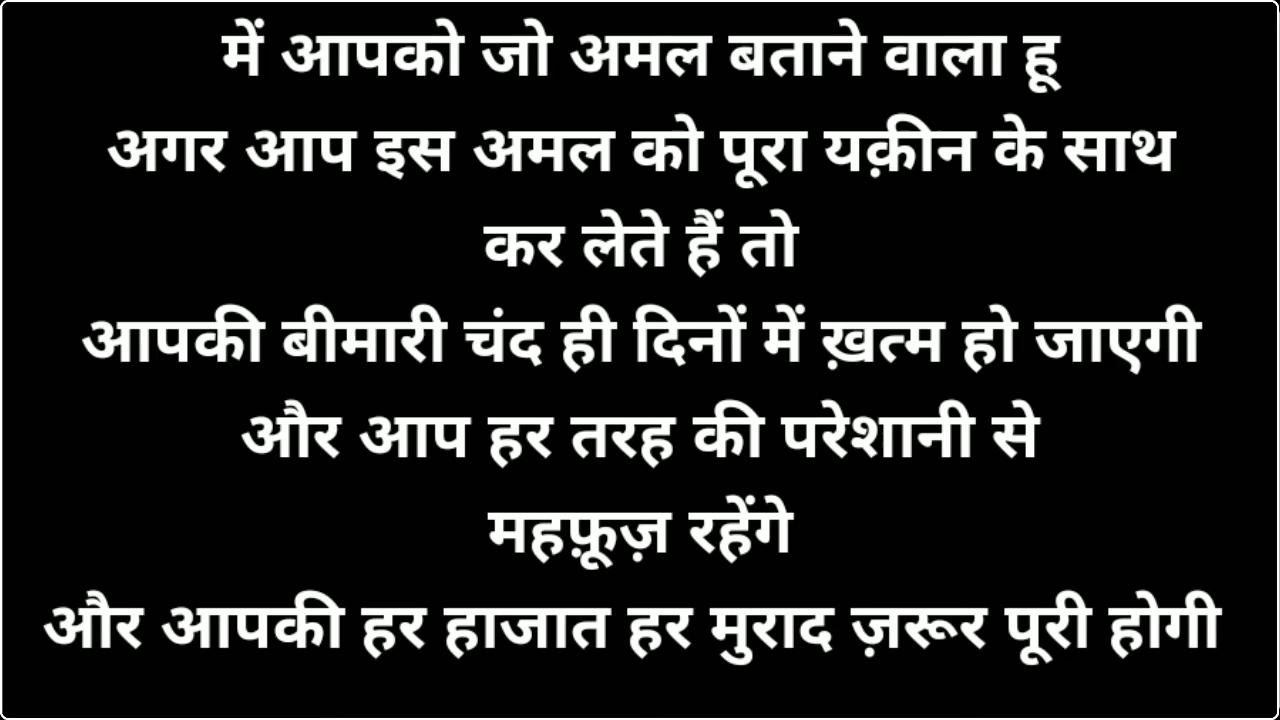 में आपको जो अमल बताने वाला हू
अगर आप इस अमल को पूरा यक़ीन के साथ
कर लेते हैं तो
आपकी बीमारी चंद ही दिनों में ख़त्म हो जाएगी
और आप हर तरह की परेशानी से
महफ़ूज़ रहेंगे
और आपकी हर हाजात हर मुराद ज़रूर पूरी होगी